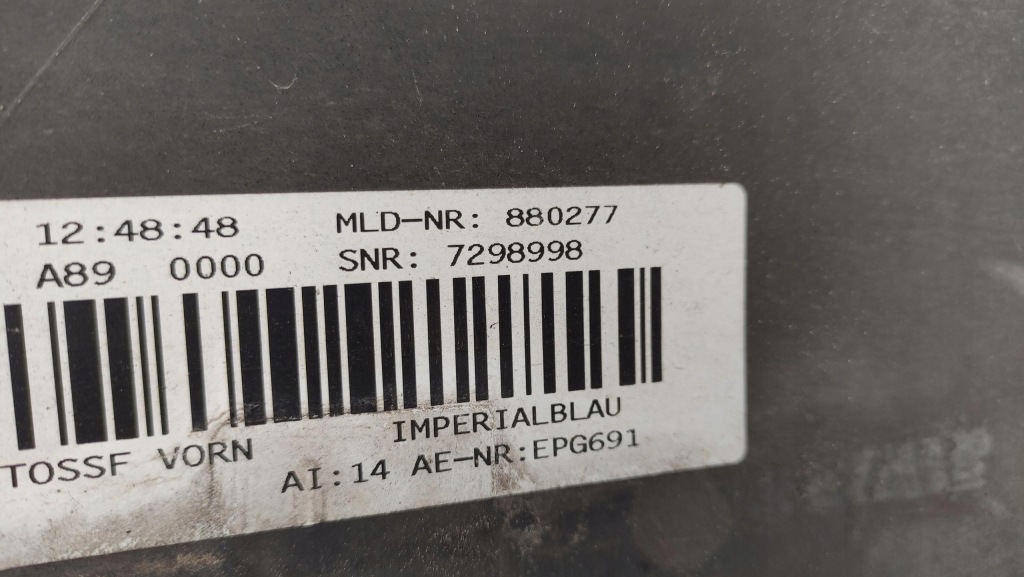 12:48:48 MLD-NR: 880277
A89 0000 SNR: 7298998
TOSSF VORN IMPERIALBLAU
AI:14 AE-NR:EPG691